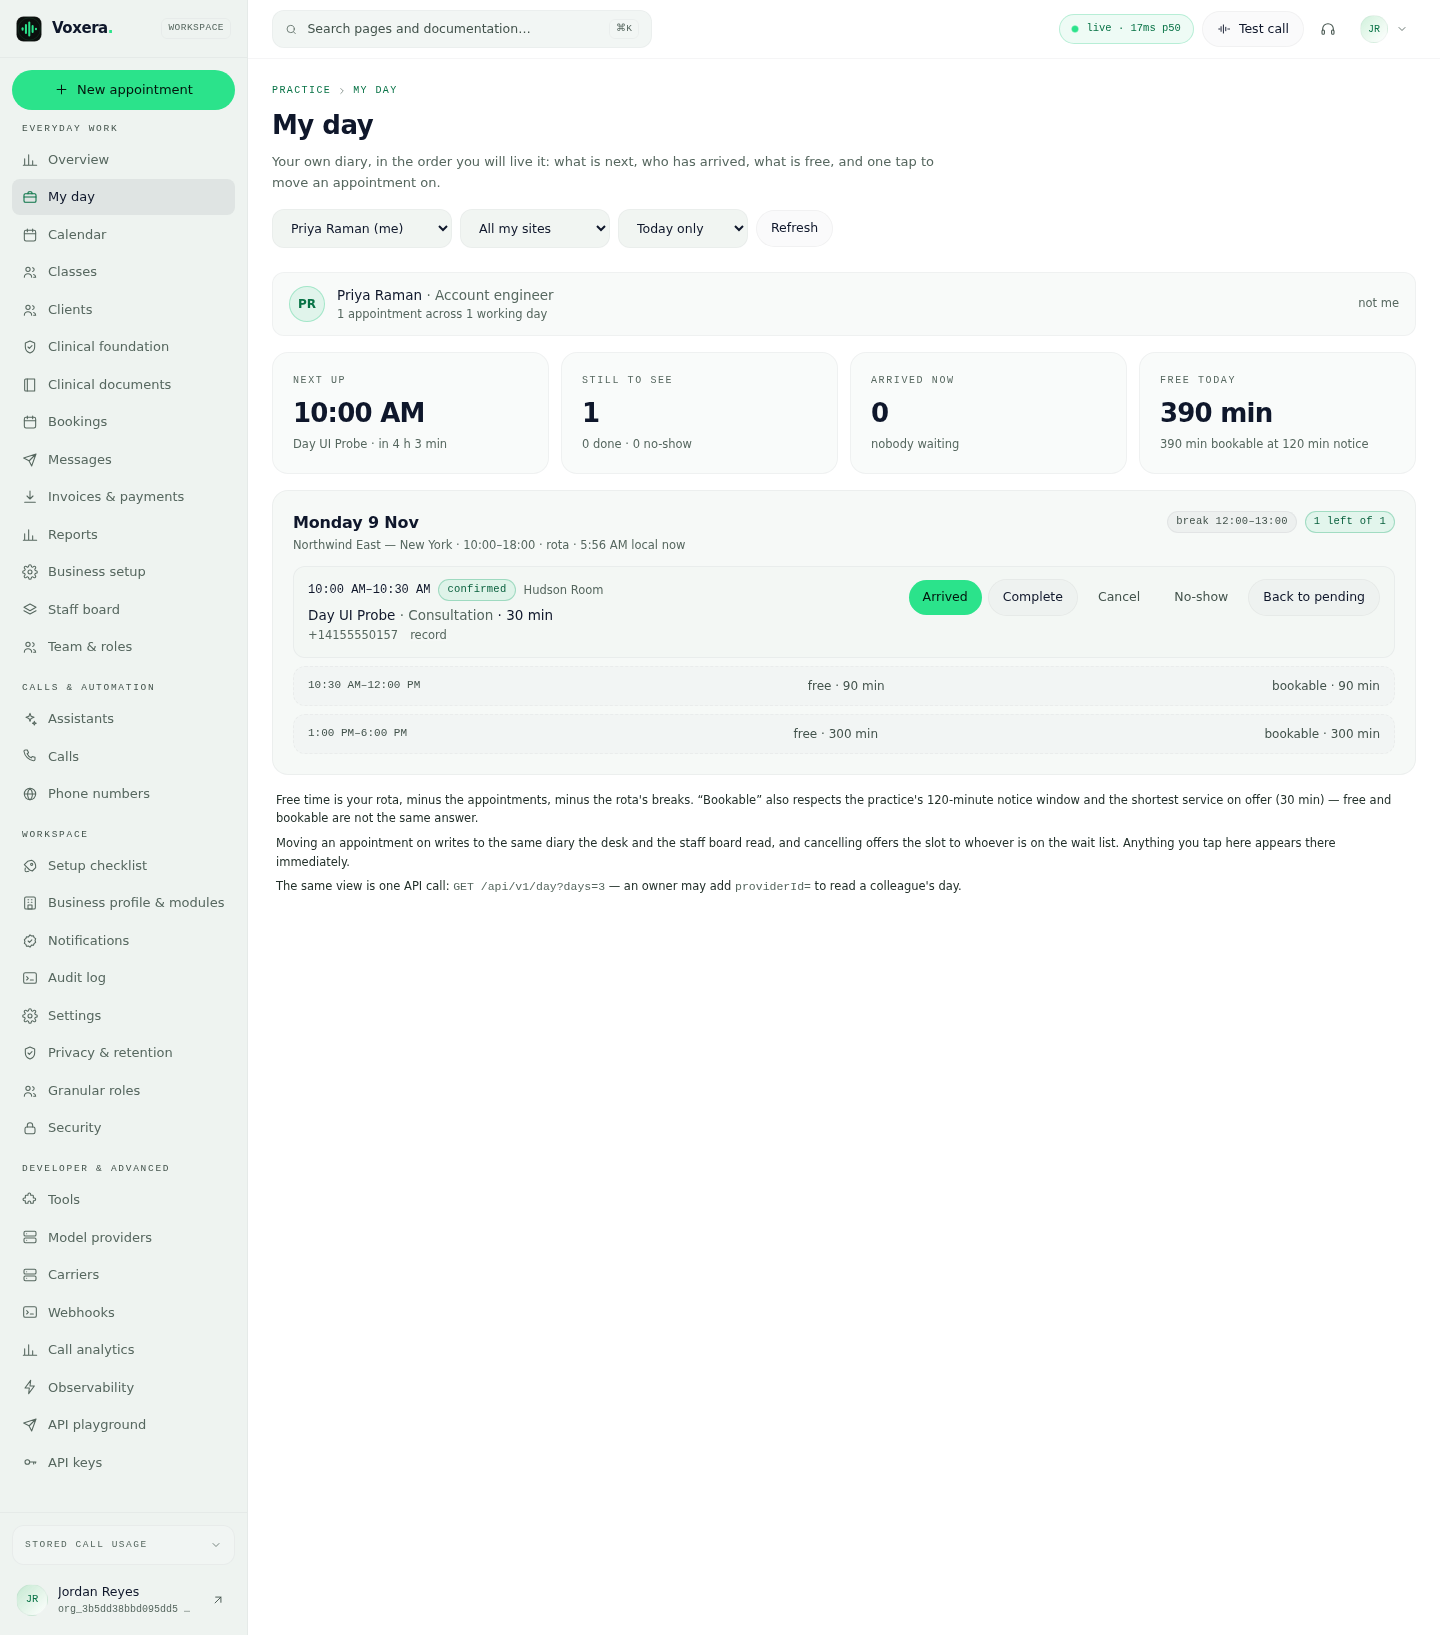 Voxera.
WORKSPACE
New appointment
EVERYDAY WORK
Overview
My day
Calendar
Classes
Clients
Clinical foundation
Clinical documents
Bookings
Messages
Invoices & payments
Reports
Business setup
Staff board
Team & roles
CALLS & AUTOMATION
Assistants
Calls
Phone numbers
WORKSPACE
Setup checklist
Business profile & modules
Notifications
Audit log
Settings
Privacy & retention
Granular roles
Security
DEVELOPER & ADVANCED
Tools
Model providers
Carriers
Webhooks
Call analytics
Observability
API playground
API keys
STORED CALL USAGE
JR
Jordan Reyes
org_3b5dd38bbd095dd5 …
Search pages and documentation…
⌘K
live · 17ms p50
Test call
JR
PRACTICE › MY DAY
My day
Your own diary, in the order you will live it: what is next, who has arrived, what is free, and one tap to
move an appointment on.
Priya Raman (me)
All my sites
Today only
Refresh
PR
Priya Raman · Account engineer
1 appointment across 1 working day
not me
NEXT UP
10:00 AM
Day UI Probe · in 4 h 3 min
STILL TO SEE
1
0 done · 0 no-show
ARRIVED NOW
0
nobody waiting
FREE TODAY
390 min
390 min bookable at 120 min notice
Monday 9 Nov
break 12:00–13:00
1 left of 1
Northwind East — New York · 10:00–18:00 · rota · 5:56 AM local now
10:00 AM–10:30 AM confirmed Hudson Room
Day UI Probe · Consultation · 30 min
+14155550157 record
Arrived
Complete
Cancel
No-show
Back to pending
10:30 AM–12:00 PM free · 90 min bookable · 90 min
1:00 PM–6:00 PM free · 300 min bookable · 300 min
Free time is your rota, minus the appointments, minus the rota's breaks. “Bookable” also respects the practice's 120-minute notice window and the shortest service on offer (30 min) — free and
bookable are not the same answer.
Moving an appointment on writes to the same diary the desk and the staff board read, and cancelling offers the slot to whoever is on the wait list. Anything you tap here appears there
immediately.
The same view is one API call: GET /api/v1/day?days=3 — an owner may add providerId= to read a colleague's day.